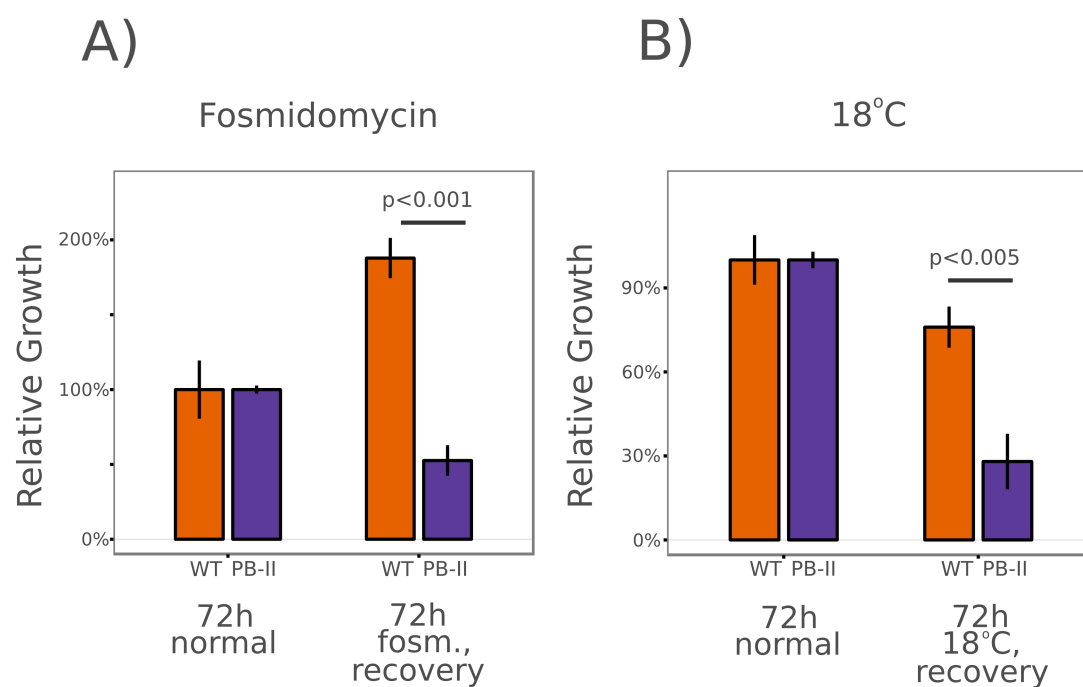 A)
Fosmidomycin
p<0.001
200%
100%
0%
Relative Growth
WT PB-II
WT PB-II
72h
normal
72h
fosm.,
recovery
B)
18°C
p<0.005
90%
60%
30%
0%
Relative Growth
WT PB-II
WT PB-II
72h
normal
72h
18°C,
recovery